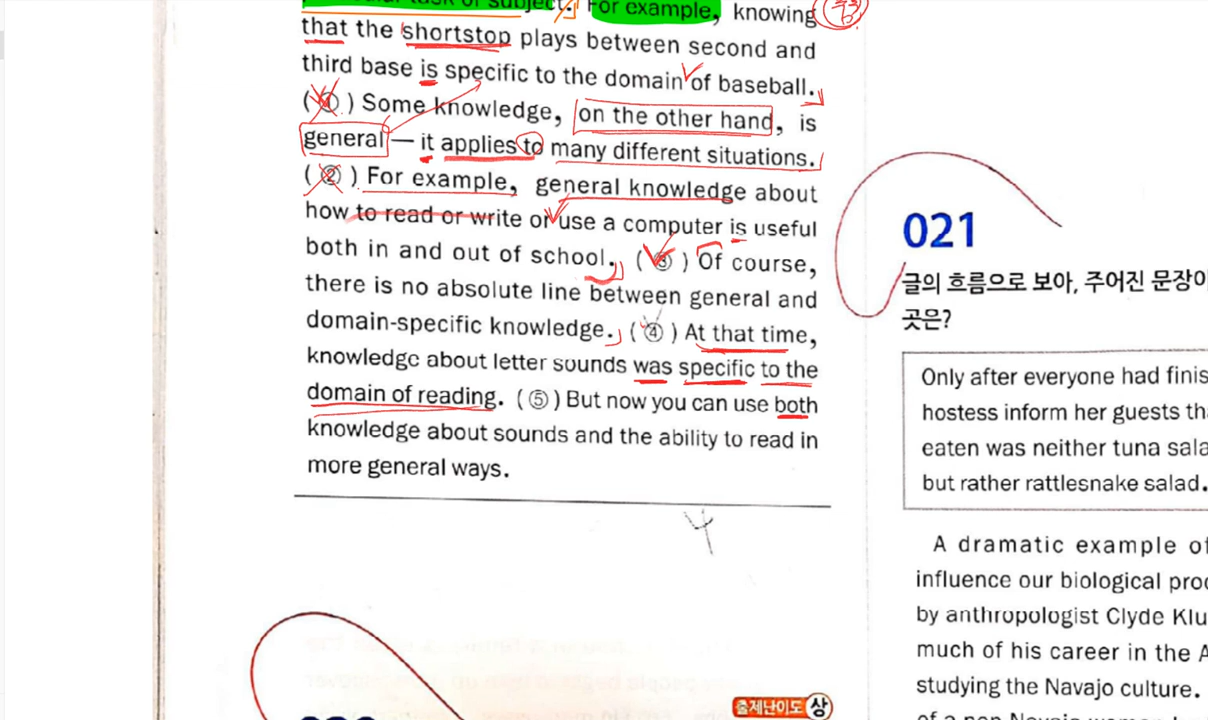 For example, knowing
that the shortstop plays between second and
third base is specific to the domain of baseball.
( ① ) Some knowledge, on the other hand, is
general — it applies to many different situations.
( ② ) For example, general knowledge about
how to read or write or use a computer is useful
both in and out of school. ( ③ ) Of course,
there is no absolute line between general and
domain-specific knowledge. ( ④ ) At that time,
knowledge about letter sounds was specific to the
domain of reading. ( ⑤ ) But now you can use both
knowledge about sounds and the ability to read in
more general ways.
4
출제난이도 상
021
글의 흐름으로 보아, 주어진 문장이
곳은?
Only after everyone had finis
hostess inform her guests th
eaten was neither tuna sala
but rather rattlesnake salad.
A dramatic example of
influence our biological proc
by anthropologist Clyde Klu
much of his career in the A
studying the Navajo culture.